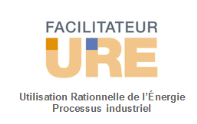 FACILITATEUR
URE
Utilisation Rationnelle de l'Énergie
Processus industriel